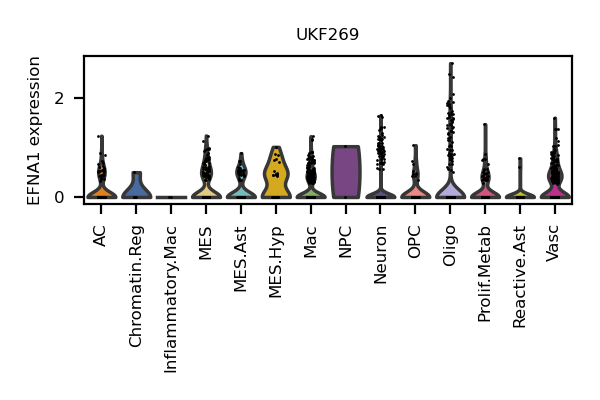 UKF269
EFNA1 expression
2
0
AC
Chromatin.Reg
Inflammatory.Mac
MES
MES.Ast
MES.Hyp
Mac
NPC
Neuron
OPC
Oligo
Prolif.Metab
Reactive.Ast
Vasc